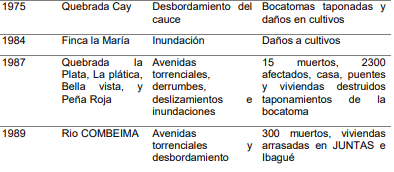 1975 Quebrada Cay Desbordamiento del cauce Bocatomas taponadas y daños en cultivos
1984 Finca la María Inundación Daños a cultivos
1987 Quebrada la Plata, La plática, Bella vista, y Peña Roja Avenidas torrenciales, derrumbes, deslizamientos e inundaciones 15 muertos, 2300 afectados, casa, puentes y viviendas destruidos taponamientos de la bocatoma
1989 Rio COMBEIMA Avenidas torrenciales y desbordamiento 300 muertos, viviendas arrasadas en JUNTAS e Ibagué